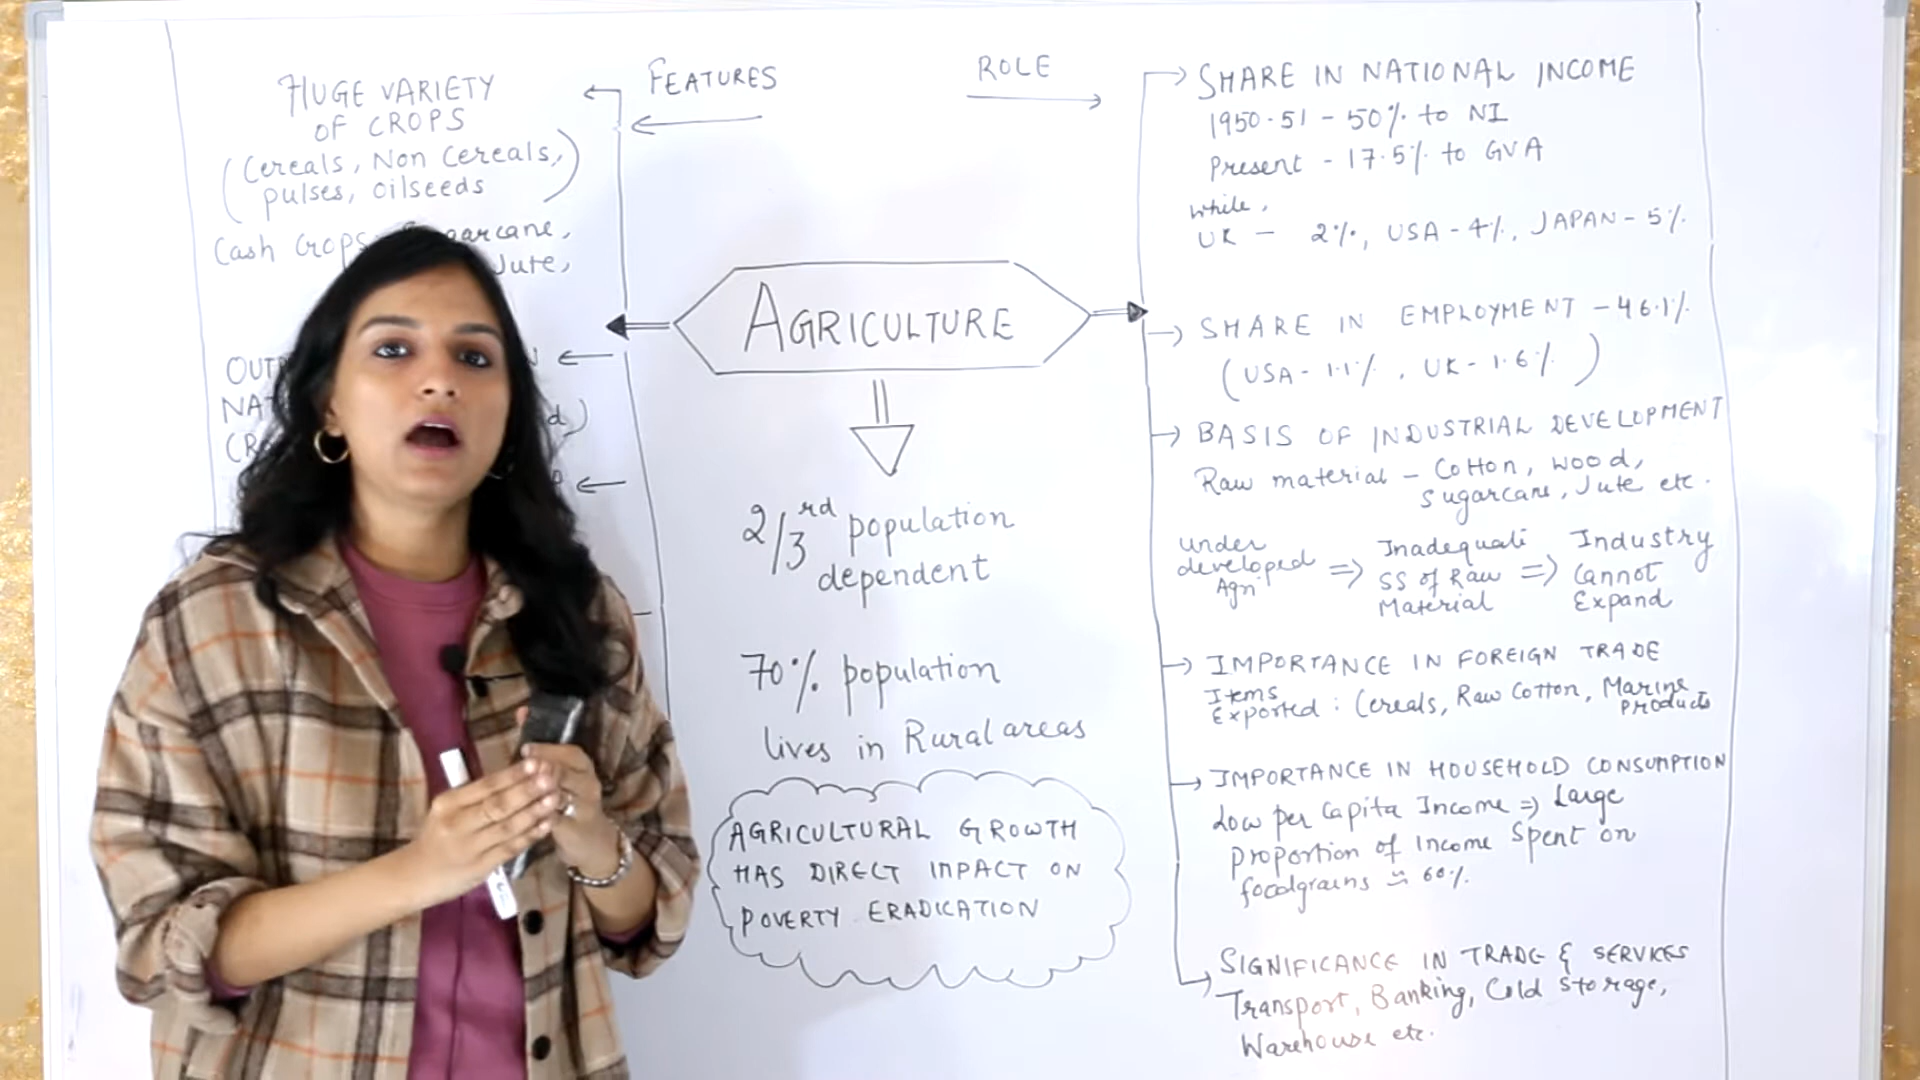 HUGE VARIETY
OF CROPS
(Cereals, Non Cereals,
pulses, oilseeds)
Cash Crops
Jute,
FEATURES
ROLE
AGRICULTURE
2/3rd population
dependent
70% population
lives in Rural areas
AGRICULTURAL GROWTH
HAS DIRECT IMPACT ON
POVERTY ERADICATION
SHARE IN NATIONAL INCOME
1950-51 - 50% to NI
Present - 17.5% to GVA
while,
UK - 2%, USA - 4%, JAPAN - 5%
SHARE IN EMPLOYMENT - 46.1%
(USA - 1.1%, UK - 1.6%)
BASIS OF INDUSTRIAL DEVELOPMENT
Raw material - Cotton, wood,
sugarcane, Jute etc.
under
developed
Agri
⇒ Inadequate
SS of Raw
Material
⇒ Industry
Cannot
Expand
IMPORTANCE IN FOREIGN TRADE
Items
Exported : Cereals, Raw Cotton, Marine
Products
IMPORTANCE IN HOUSEHOLD CONSUMPTION
Low per Capita Income ⇒ Large
proportion of Income Spent on
foodgrains ≃ 60%.
SIGNIFICANCE IN TRADE & SERVICES
Transport, Banking, Cold storage,
Warehouse etc.